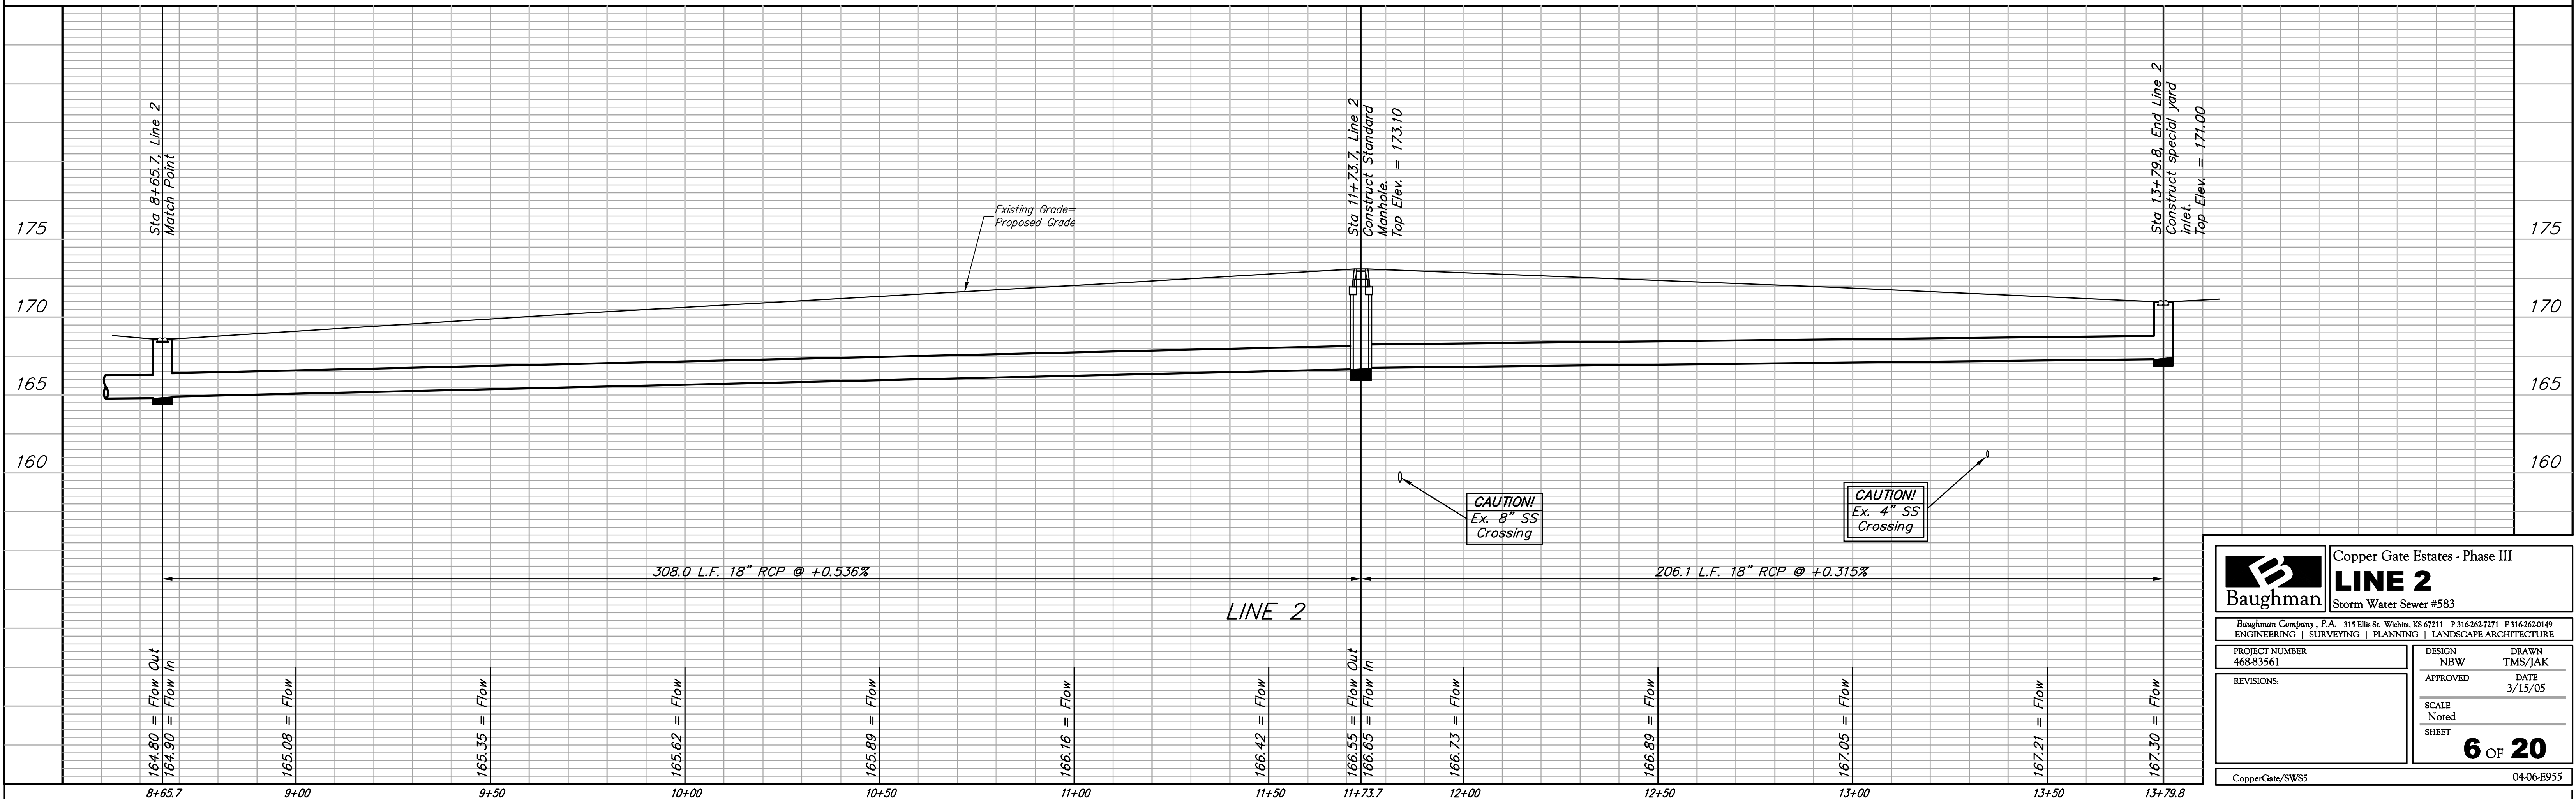 Sta 8+65.7, Line 2
Match Point
Existing Grade=
Proposed Grade
Sta 11+73.7, Line 2
Construct Standard
Manhole.
Top Elev. = 173.10
Sta 13+79.8, End Line 2
Construct special yard
inlet.
Top Elev. = 171.00
175
170
165
160
175
170
165
160
CAUTION!
Ex. 8" SS
Crossing
CAUTION!
Ex. 4" SS
Crossing
308.0 L.F. 18" RCP @ +0.536%
206.1 L.F. 18" RCP @ +0.315%
LINE 2
164.80 = Flow Out
164.90 = Flow In
165.08 = Flow
165.35 = Flow
165.62 = Flow
165.89 = Flow
166.16 = Flow
166.42 = Flow
166.55 = Flow Out
166.65 = Flow In
166.73 = Flow
166.89 = Flow
167.05 = Flow
167.21 = Flow
167.30 = Flow
8+65.7
9+00
9+50
10+00
10+50
11+00
11+50
11+73.7
12+00
12+50
13+00
13+50
13+79.8
B
Baughman
Copper Gate Estates - Phase III
LINE 2
Storm Water Sewer #583
Baughman Company, P.A. 315 Ellis St. Wichita, KS 67211 P 316-262-7271 F 316-262-0149
ENGINEERING | SURVEYING | PLANNING | LANDSCAPE ARCHITECTURE
PROJECT NUMBER
468-83561
REVISIONS:
DESIGN
NBW
DRAWN
TMS/JAK
APPROVED
DATE
3/15/05
SCALE
Noted
SHEET
6 OF 20
CopperGate/SWS5
04-06-E955